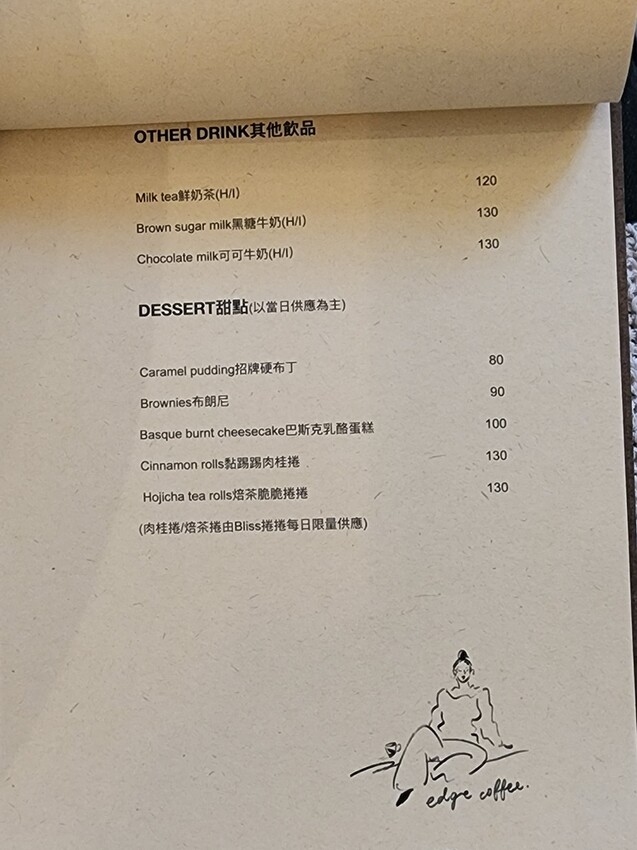 OTHER DRINK其他飲品
Milk tea鮮奶茶(H/I) 120
Brown sugar milk黑糖牛奶(H/I) 130
Chocolate milk可可牛奶(H/I) 130
DESSERT甜點(以當日供應為主)
Caramel pudding招牌硬布丁 80
Brownies布朗尼 90
Basque burnt cheesecake巴斯克乳酪蛋糕 100
Cinnamon rolls黏踢踢肉桂捲 130
Hojicha tea rolls焙茶脆脆捲捲 130
(肉桂捲/焙茶捲由Bliss捲捲每日限量供應)
edge coffee.